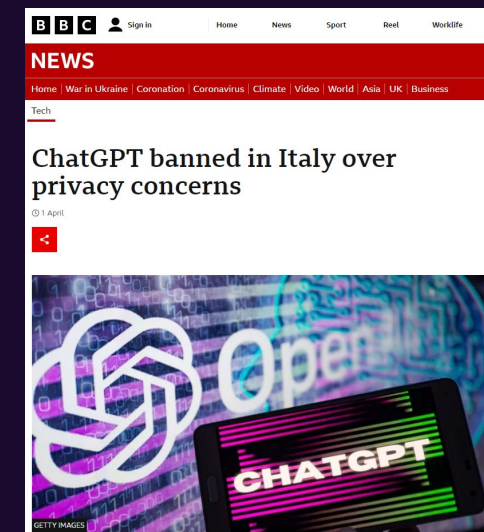 BBC Sign in Home News Sport Reel Worklife
NEWS
Home War in Ukraine Coronation Coronavirus Climate Video World Asia UK Business
Tech
ChatGPT banned in Italy over
privacy concerns
1 April
Open
CHATGPT
GETTY IMAGES